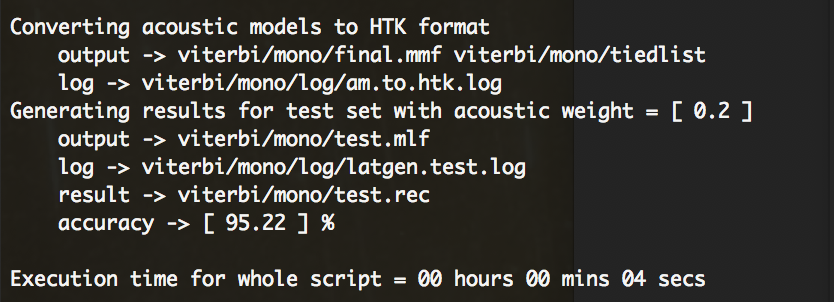 Converting acoustic models to HTK format
    output -> viterbi/mono/final.mmf viterbi/mono/tiedlist
    log -> viterbi/mono/log/am.to.htk.log
Generating results for test set with acoustic weight = [ 0.2 ]
    output -> viterbi/mono/test.mlf
    log -> viterbi/mono/log/latgen.test.log
    result -> viterbi/mono/test.rec
    accuracy -> [ 95.22 ] %
Execution time for whole script = 00 hours 00 mins 04 secs